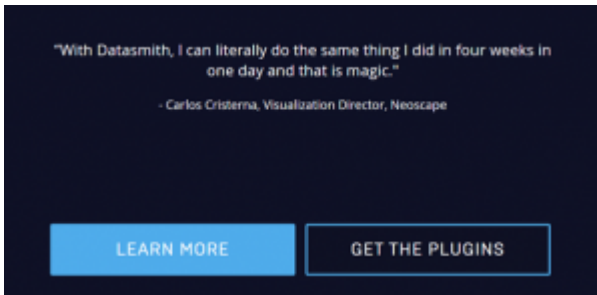 "With Datasmith, I can literally do the same thing I did in four weeks in
one day and that is magic."
- Carlos Cristerna, Visualization Director, Neoscape
LEARN MORE
GET THE PLUGINS